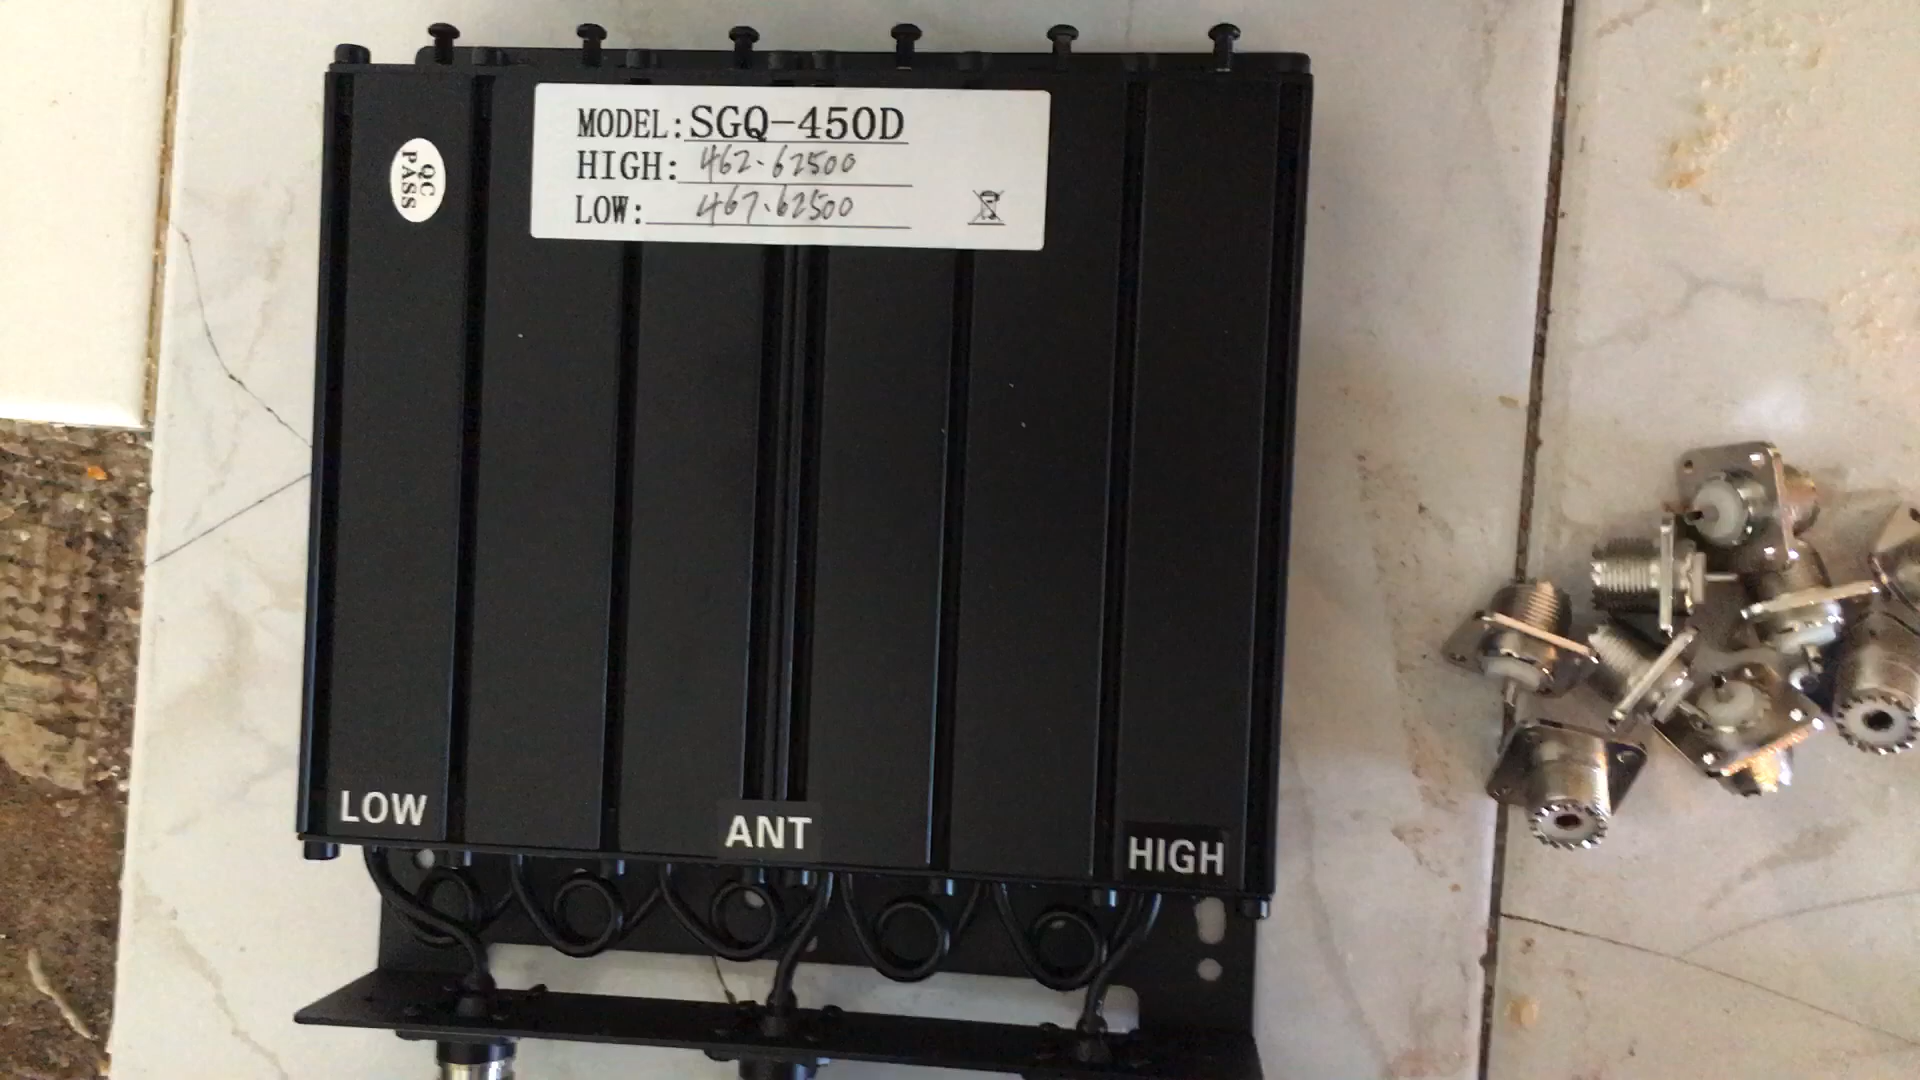 MODEL: SGQ-450D
HIGH: 462.62500
LOW: 467.62500
QC
PASS
LOW
ANT
HIGH